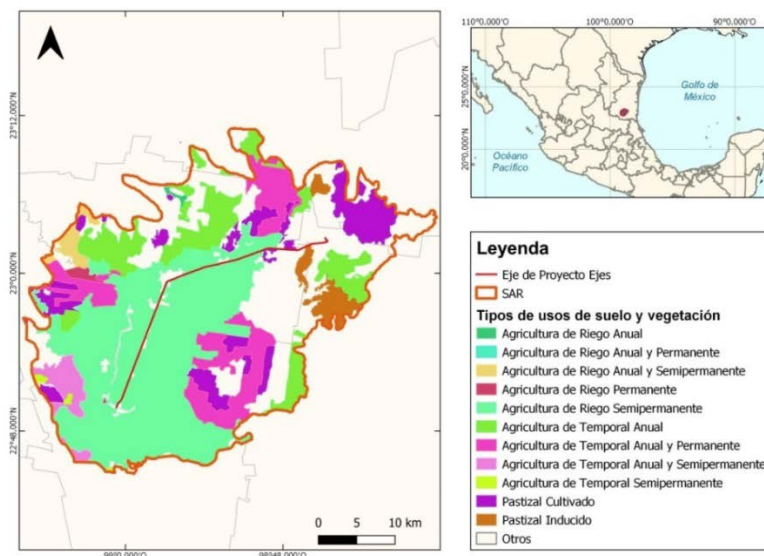 110°0.000'O
100°0.000'O
90°0.000'O
25°0.000'N
20°0.000'N
Golfo de
México
Océano
Pacífico
23°12.000'N
23°0.000'N
22°48.000'N
0 5 10 km
98°48.000'O
Leyenda
Eje de Proyecto Ejes
SAR
Tipos de usos de suelo y vegetación
Agricultura de Riego Anual
Agricultura de Riego Anual y Permanente
Agricultura de Riego Anual y Semipermanente
Agricultura de Riego Permanente
Agricultura de Riego Semipermanente
Agricultura de Temporal Anual
Agricultura de Temporal Anual y Permanente
Agricultura de Temporal Anual y Semipermanente
Agricultura de Temporal Semipermanente
Pastizal Cultivado
Pastizal Inducido
Otros